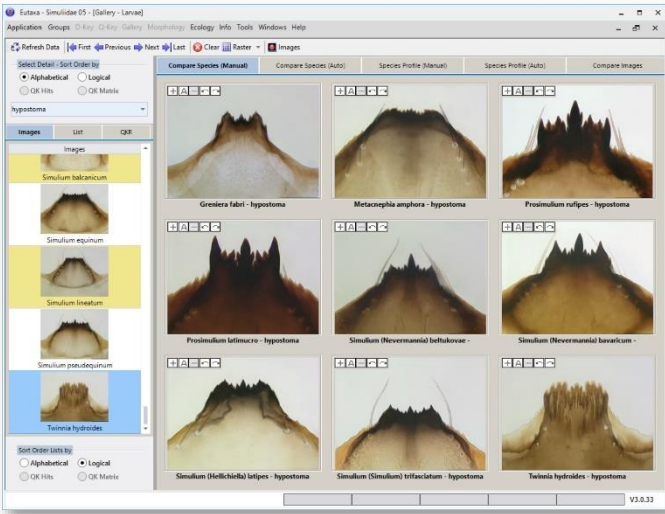 Eutaxa - Simuliidae 05 - [Gallery - Larvae]
Application Groups D-Key Q-Key Gallery Morphology Ecology Info Tools Windows Help
Refresh Data First Previous Next Last Clear Raster Images
Select Detail - Sort Order by
Alphabetical Logical
QK Hits QK Matrix
hypostoma
Images List QKR
Images
Simulium balcanicum
Simulium equinum
Simulium lineatum
Simulium pseudequinum
Twinnia hydroides
Sort Order Lists by
Alphabetical Logical
QK Hits QK Matrix
Compare Species (Manual) Compare Species (Auto) Species Profile (Manual) Species Profile (Auto) Compare Images
Greniera fabri - hypostoma
Metacnephia amphora - hypostoma
Prosimulium rufipes - hypostoma
Prosimulium latimucro - hypostoma
Simulium (Nevermannia) beltukovae -
Simulium (Nevermannia) bavaricum -
Simulium (Hellichiella) latipes - hypostoma
Simulium (Simulium) trifasciatum - hypostoma
Twinnia hydroides - hypostoma
V3.0.33